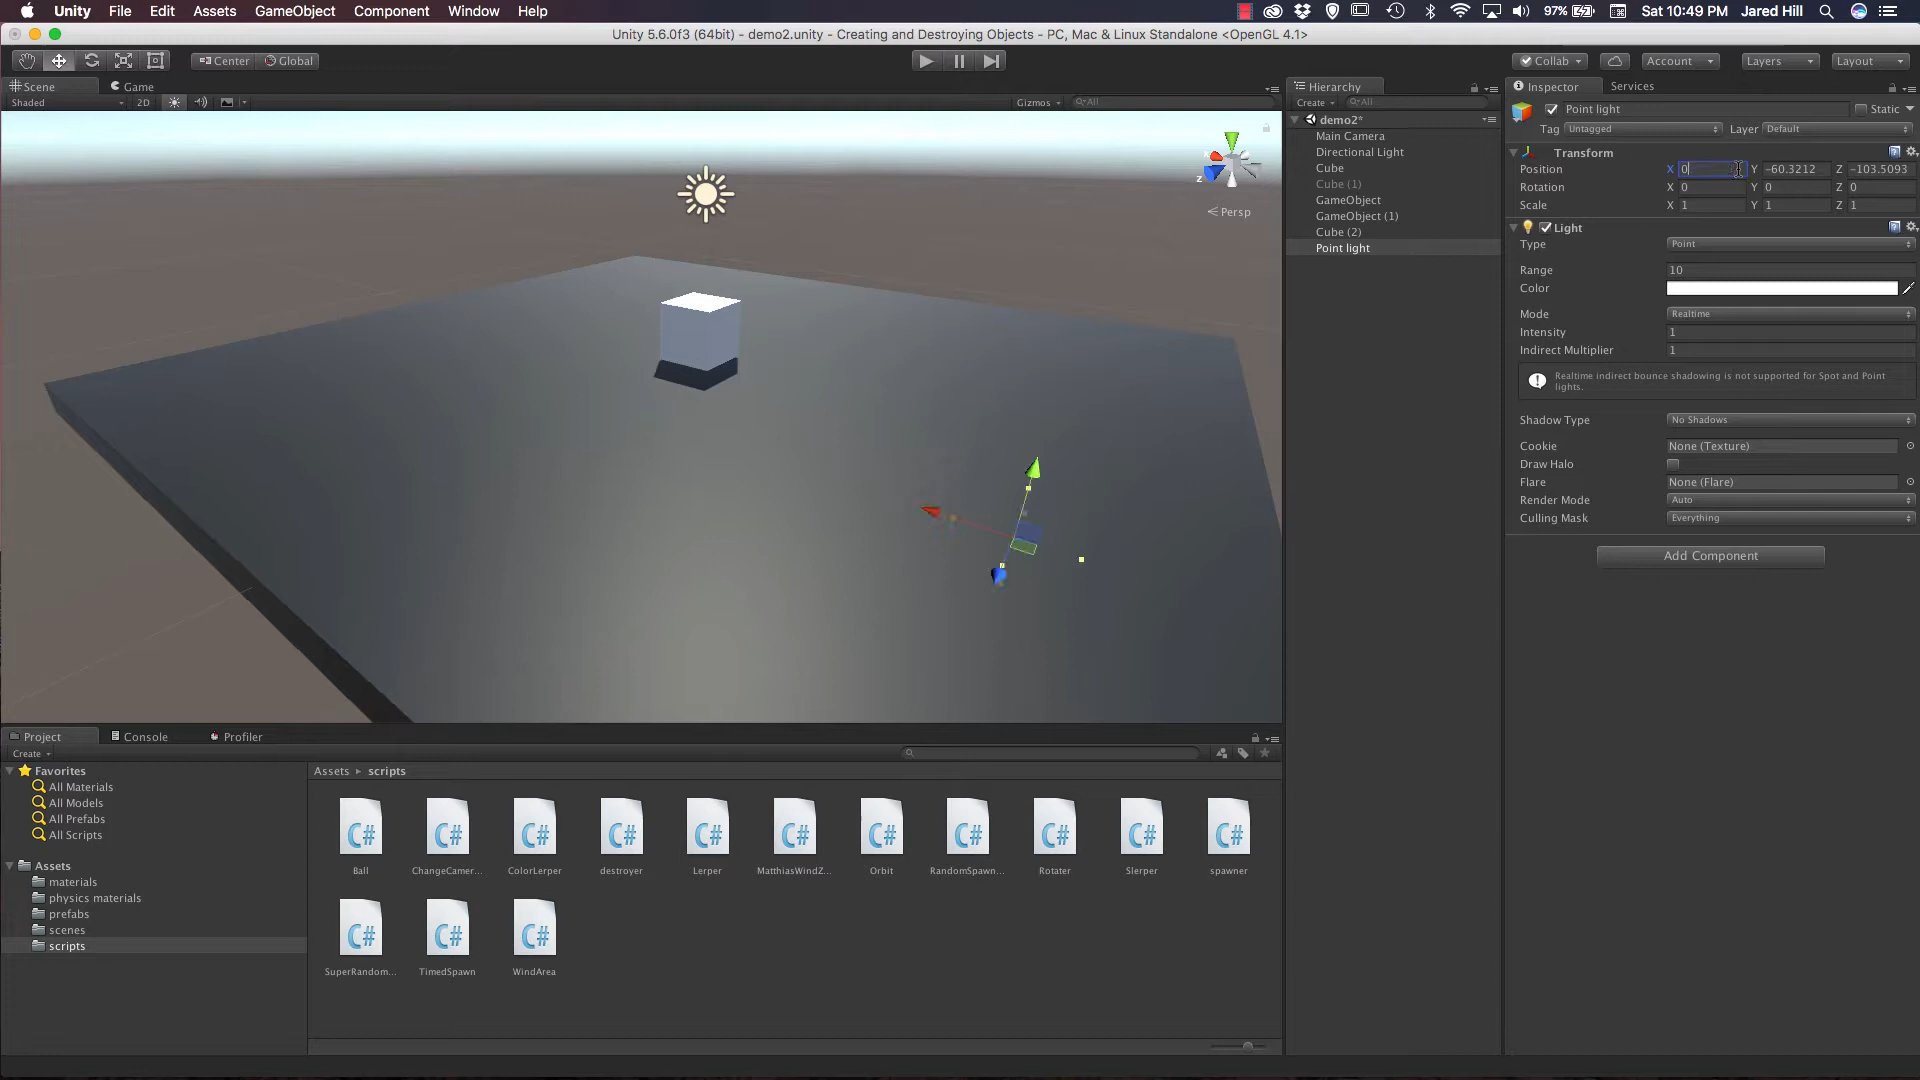 Unity File Edit Assets GameObject Component Window Help 97% Sat 10:49 PM Jared Hill
Unity 5.6.0f3 (64bit) - demo2.unity - Creating and Destroying Objects - PC, Mac & Linux Standalone <OpenGL 4.1>
Center Global Collab Account Layers Layout
Scene Game
Shaded 2D Gizmos All
Persp
z
Hierarchy
Create All
demo2*
Main Camera
Directional Light
Cube
Cube (1)
GameObject
GameObject (1)
Cube (2)
Point light
Inspector Services
Point light Static
Tag Untagged Layer Default
Transform
Position X 0 Y -60.3212 Z -103.5093
Rotation X 0 Y 0 Z 0
Scale X 1 Y 1 Z 1
Light
Type Point
Range 10
Color
Mode Realtime
Intensity 1
Indirect Multiplier 1
Realtime indirect bounce shadowing is not supported for Spot and Point
lights.
Shadow Type No Shadows
Cookie None (Texture)
Draw Halo
Flare None (Flare)
Render Mode Auto
Culling Mask Everything
Add Component
Project Console Profiler
Create
Favorites
All Materials
All Models
All Prefabs
All Scripts
Assets
materials
physics materials
prefabs
scenes
scripts
Assets scripts
C# C# C# C# C# C# C# C# C# C# C#
Ball ChangeCamer... ColorLerper destroyer Lerper MatthiasWindZ... Orbit RandomSpawn... Rotater Slerper spawner
C# C# C#
SuperRandom... TimedSpawn WindArea